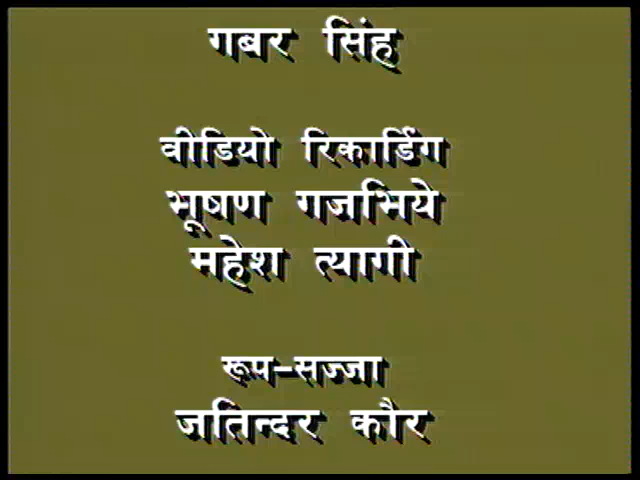 गबर सिंह
वीडियो रिकार्डिंग
भूषण गजभिये
महेश त्यागी
रूप-सज्जा
जतिन्दर कौर